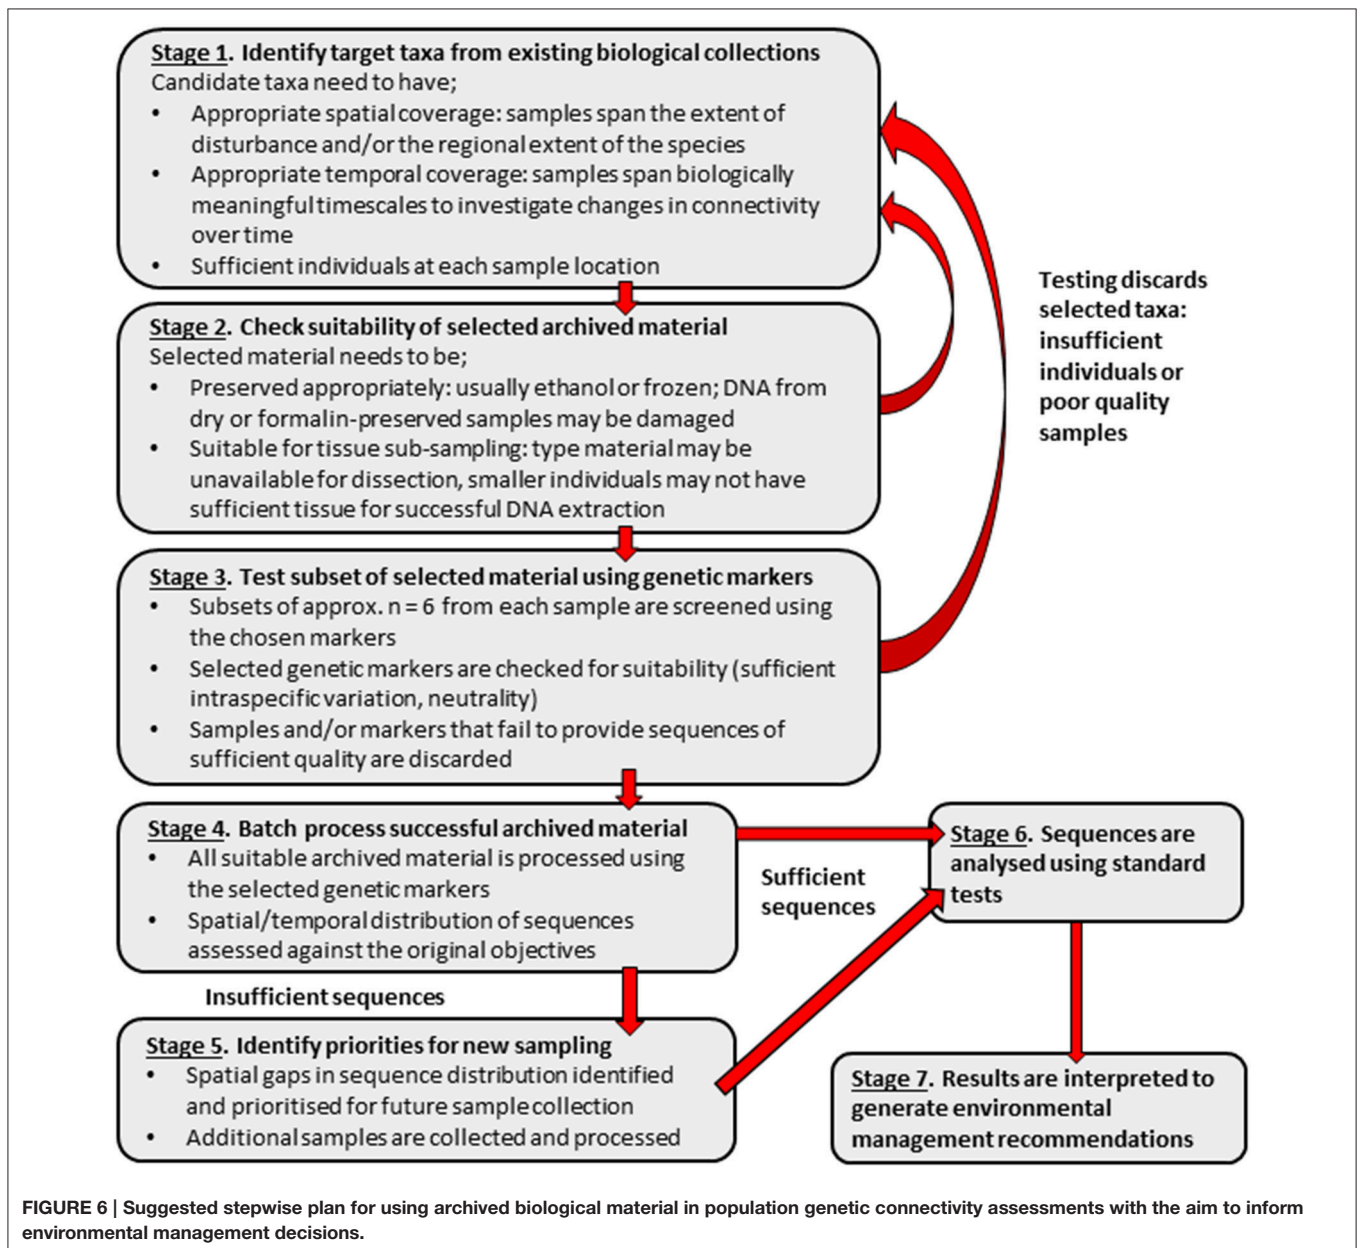 Stage 1. Identify target taxa from existing biological collections
Candidate taxa need to have;
• Appropriate spatial coverage: samples span the extent of
disturbance and/or the regional extent of the species
• Appropriate temporal coverage: samples span biologically
meaningful timescales to investigate changes in connectivity
over time
• Sufficient individuals at each sample location
Testing discards
selected taxa:
insufficient
individuals or
poor quality
samples
Stage 2. Check suitability of selected archived material
Selected material needs to be;
• Preserved appropriately: usually ethanol or frozen; DNA from
dry or formalin-preserved samples may be damaged
• Suitable for tissue sub-sampling: type material may be
unavailable for dissection, smaller individuals may not have
sufficient tissue for successful DNA extraction
Stage 3. Test subset of selected material using genetic markers
• Subsets of approx. n = 6 from each sample are screened using
the chosen markers
• Selected genetic markers are checked for suitability (sufficient
intraspecific variation, neutrality)
• Samples and/or markers that fail to provide sequences of
sufficient quality are discarded
Stage 4. Batch process successful archived material
• All suitable archived material is processed using
the selected genetic markers
• Spatial/temporal distribution of sequences
assessed against the original objectives
Sufficient
sequences
Insufficient sequences
Stage 5. Identify priorities for new sampling
• Spatial gaps in sequence distribution identified
and prioritised for future sample collection
• Additional samples are collected and processed
Stage 6. Sequences are
analysed using standard
tests
Stage 7. Results are interpreted to
generate environmental
management recommendations
FIGURE 6 | Suggested stepwise plan for using archived biological material in population genetic connectivity assessments with the aim to inform
environmental management decisions.